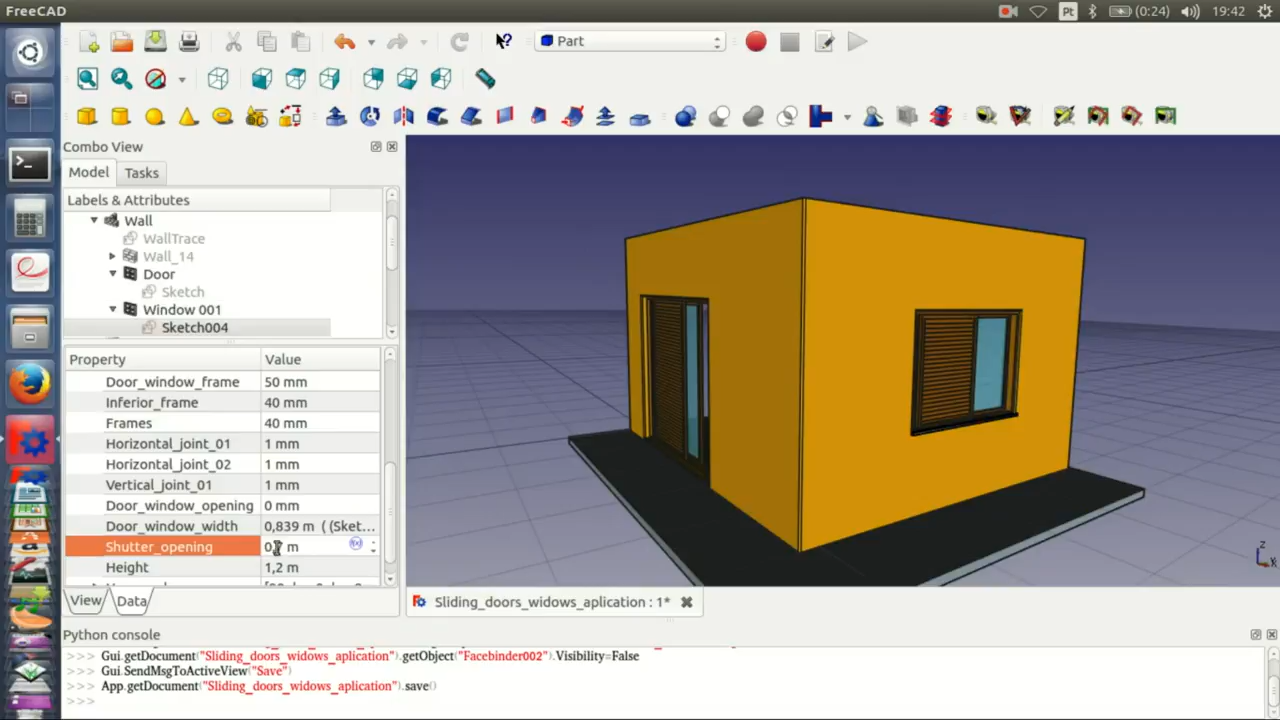 FreeCAD
Pt
(0:24)
19:42
Part
Combo View
Model
Tasks
Labels & Attributes
Wall
WallTrace
Wall_14
Door
Sketch
Window 001
Sketch004
Property Value
Door_window_frame 50 mm
Inferior_frame 40 mm
Frames 40 mm
Horizontal_joint_01 1 mm
Horizontal_joint_02 1 mm
Vertical_joint_01 1 mm
Door_window_opening 0 mm
Door_window_width 0,839 m ( (Sket...
Shutter_opening m
Height 1,2 m
View
Data
Sliding_doors_widows_aplication : 1*
Z
X
Python console
>>> Gui.getDocument("Sliding_doors_widows_aplication").getObject("Facebinder002").Visibility=False
>>> Gui.SendMsgToActiveView("Save")
>>> App.getDocument("Sliding_doors_widows_aplication").save()
>>>